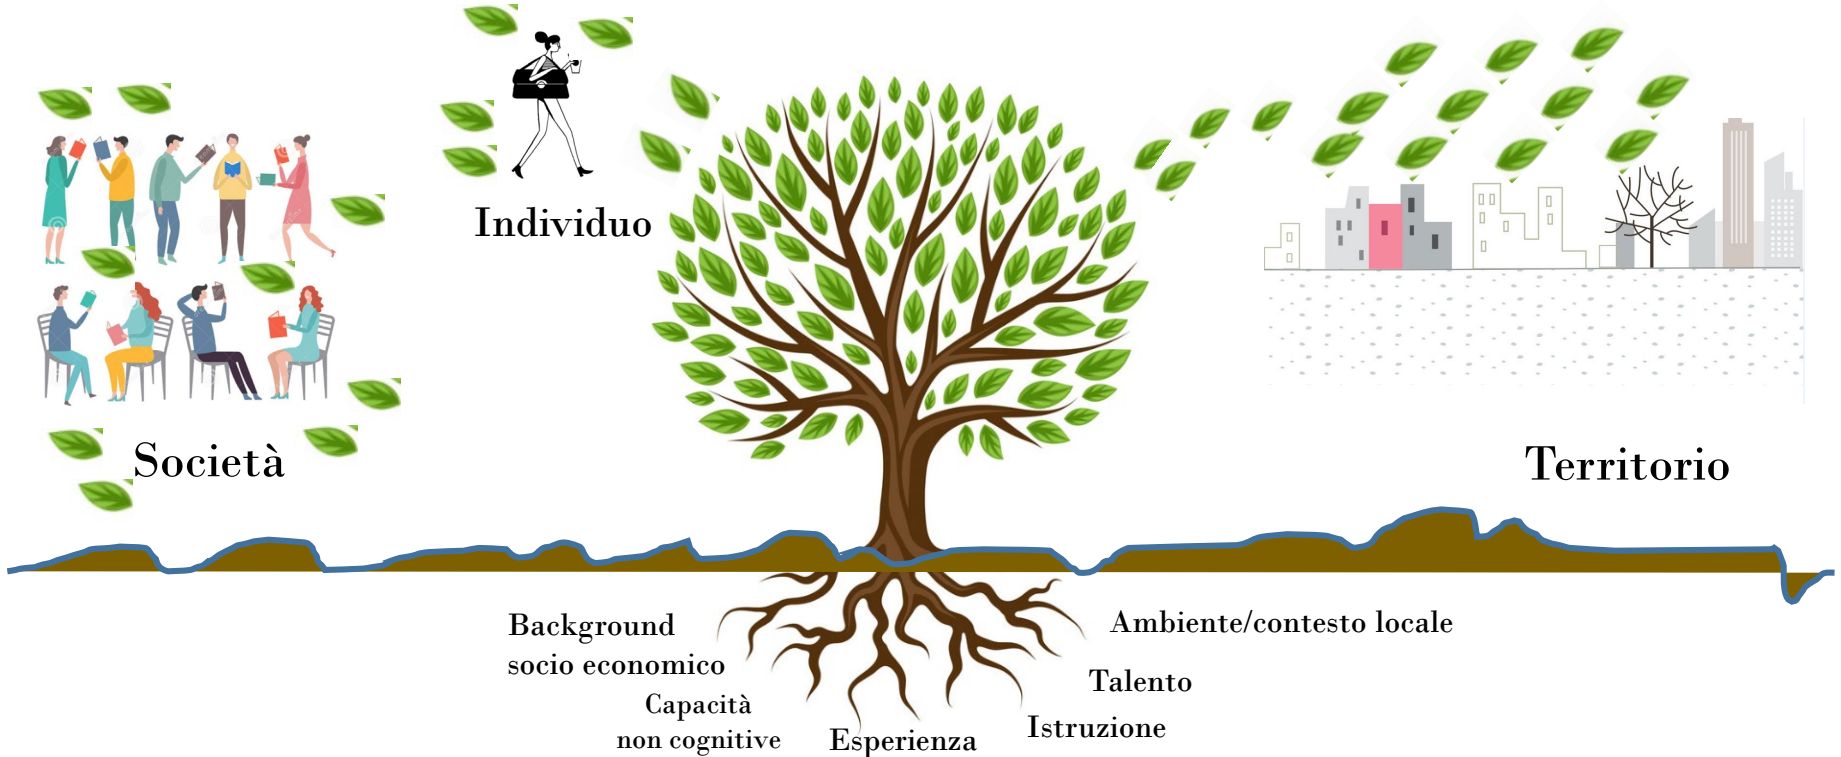 Individuo
Società
Territorio
Background
socio economico
Capacità
non cognitive
Esperienza
Istruzione
Talento
Ambiente/contesto locale